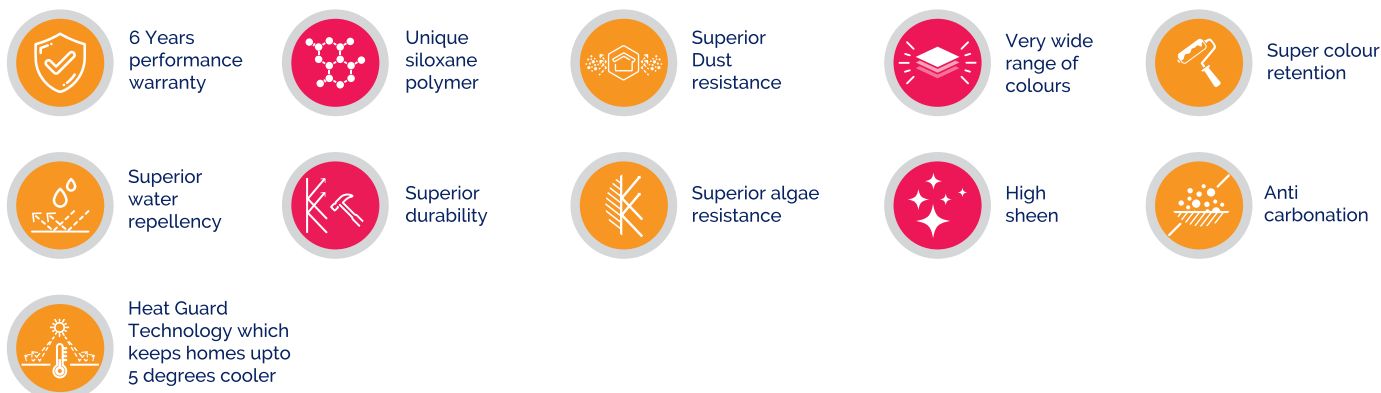 6 Years
performance
warranty
Unique
siloxane
polymer
Superior
Dust
resistance
Very wide
range of
colours
Super colour
retention
Superior
water
repellency
Superior
durability
Superior algae
resistance
High
sheen
Anti
carbonation
Heat Guard
Technology which
keeps homes upto
5 degrees cooler